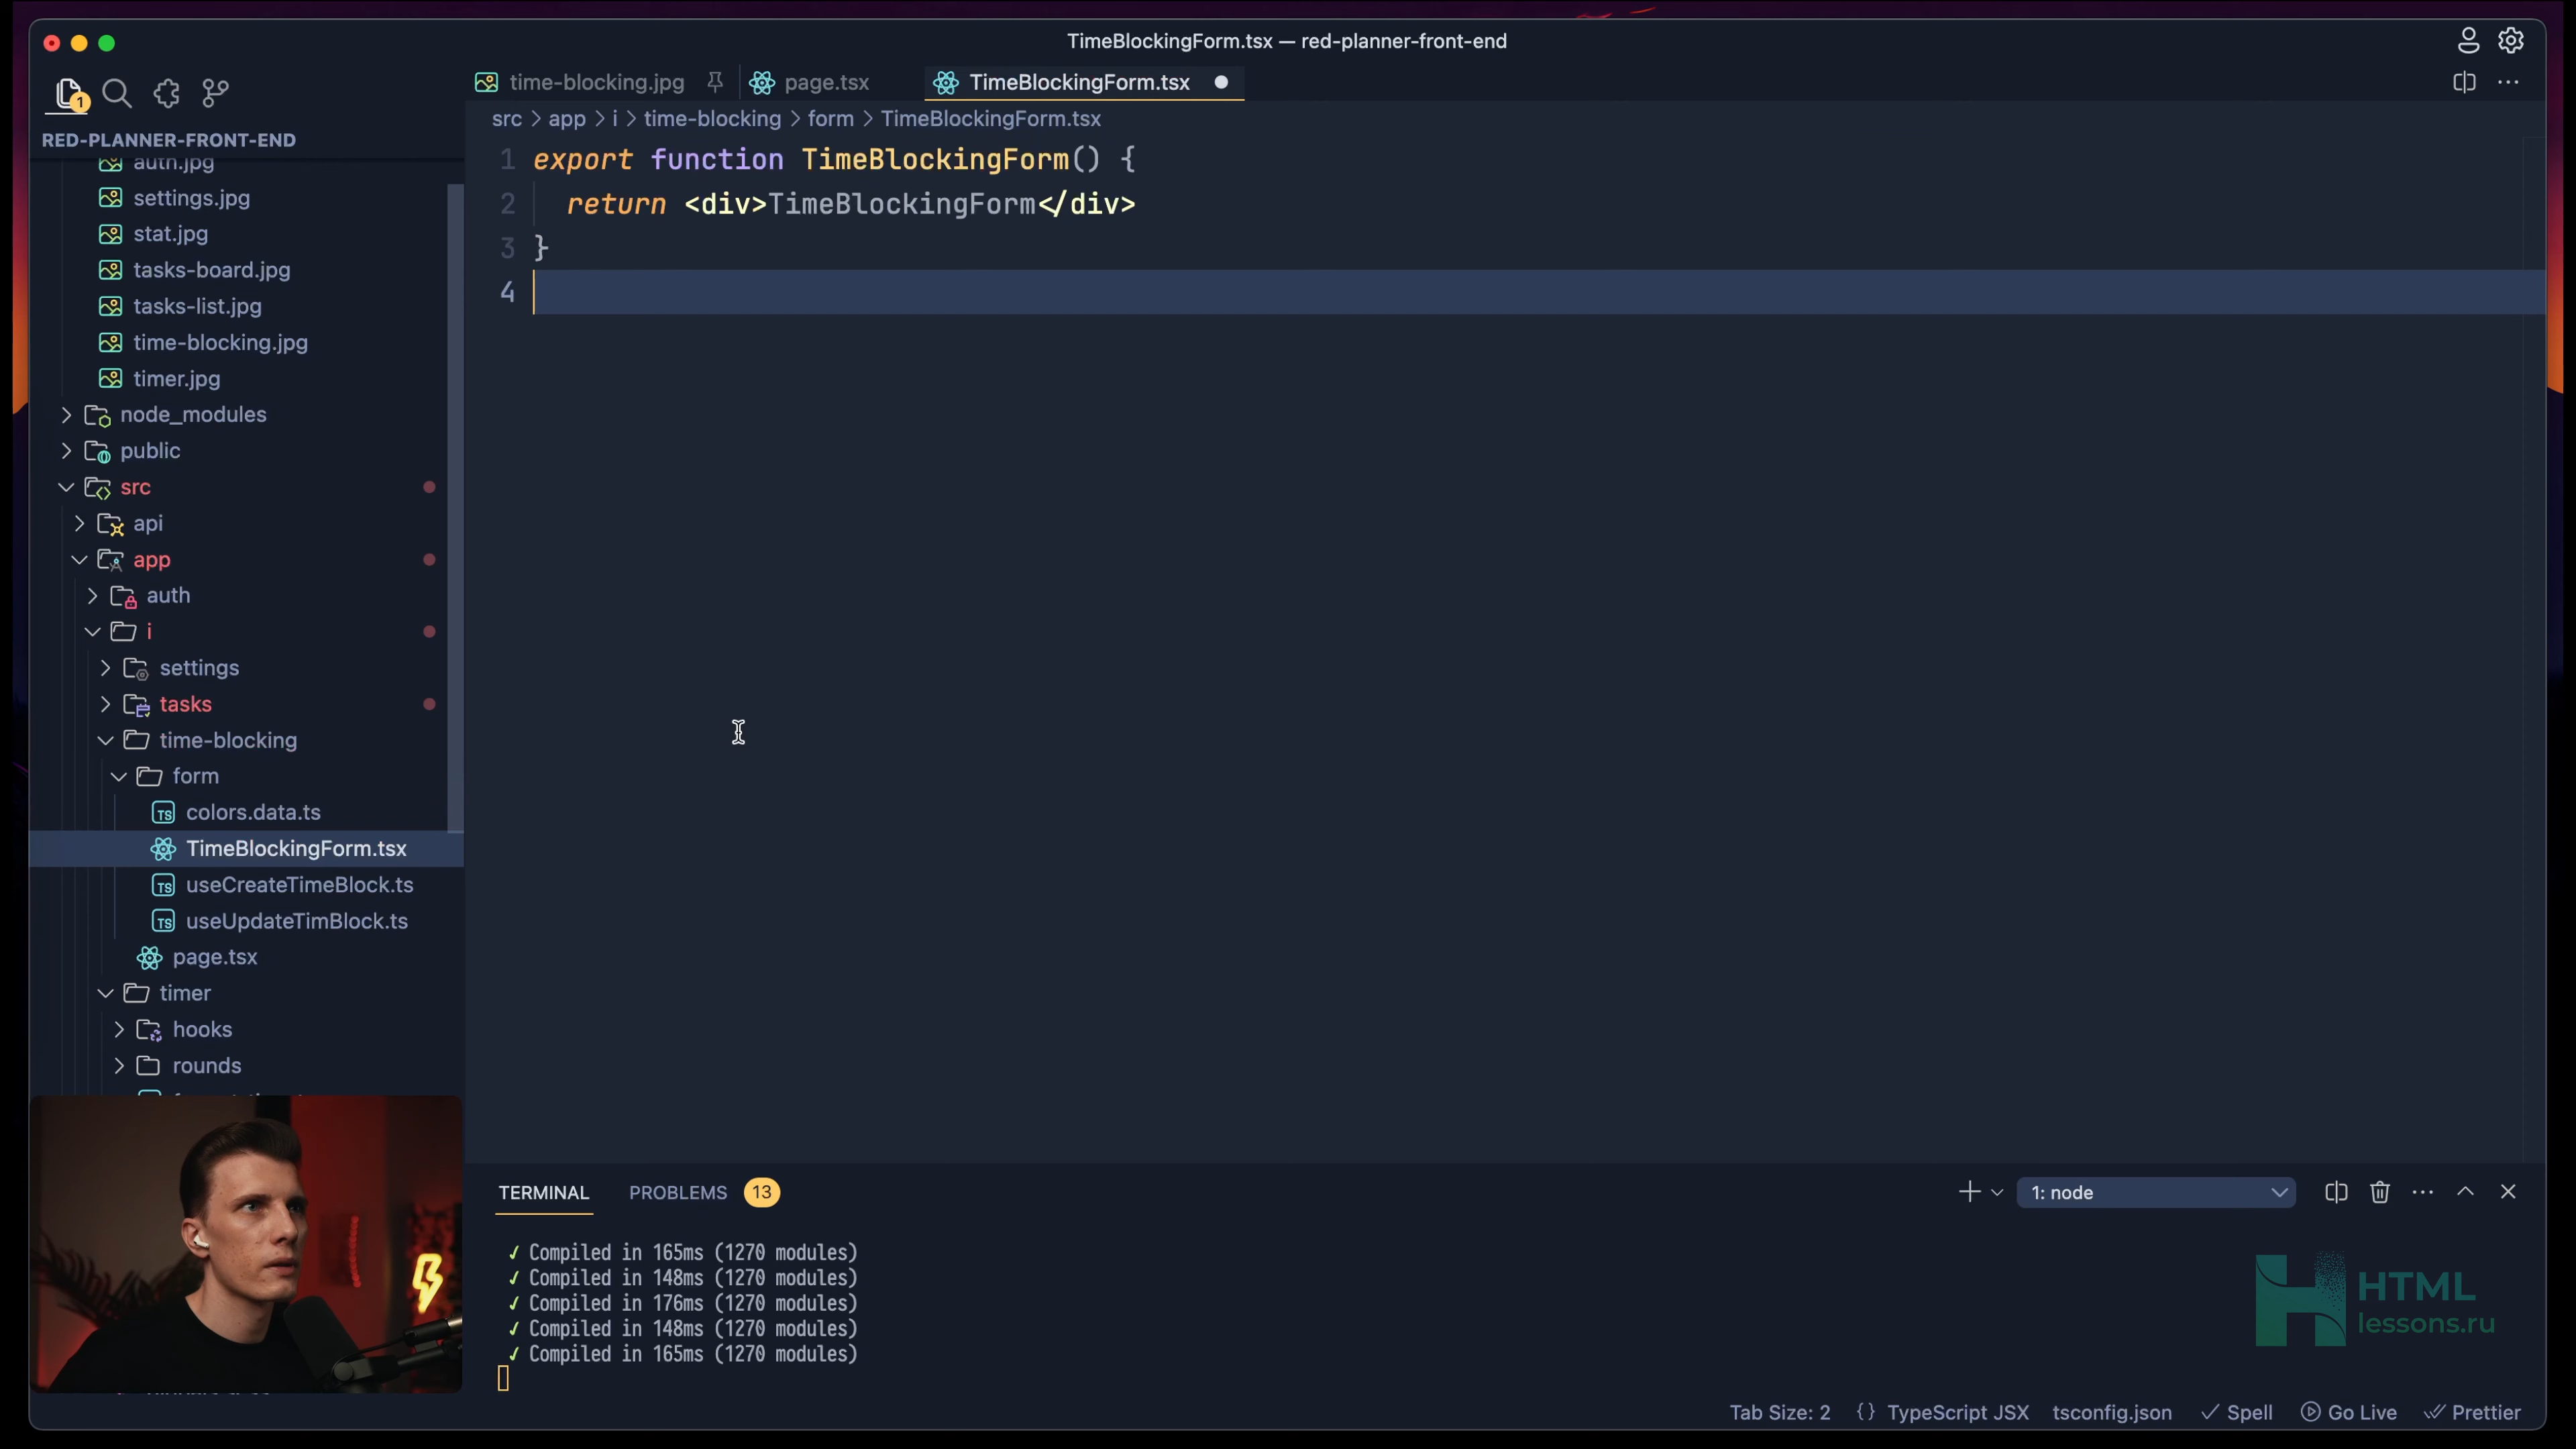 TimeBlockingForm.tsx — red-planner-front-end
1
time-blocking.jpg
page.tsx
TimeBlockingForm.tsx
RED-PLANNER-FRONT-END
src > app > i > time-blocking > form > TimeBlockingForm.tsx
auth.jpg
settings.jpg
stat.jpg
tasks-board.jpg
tasks-list.jpg
time-blocking.jpg
timer.jpg
node_modules
public
src
api
app
auth
i
settings
tasks
time-blocking
form
colors.data.ts
TimeBlockingForm.tsx
useCreateTimeBlock.ts
useUpdateTimBlock.ts
page.tsx
timer
hooks
rounds
1 export function TimeBlockingForm() {
2 return <div>TimeBlockingForm</div>
3 }
4
TERMINAL
PROBLEMS 13
1: node
✓ Compiled in 165ms (1270 modules)
✓ Compiled in 148ms (1270 modules)
✓ Compiled in 176ms (1270 modules)
✓ Compiled in 148ms (1270 modules)
✓ Compiled in 165ms (1270 modules)
HTML
lessons.ru
Tab Size: 2 {} TypeScript JSX tsconfig.json ✓ Spell Go Live Prettier